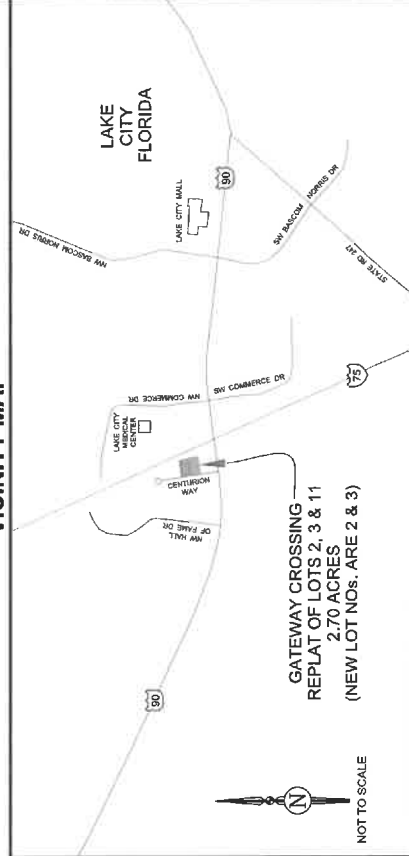 VICINITY MAP
LAKE
CITY
FLORIDA
NW BASCOM NORRIS DR
LAKE CITY MALL
90
SW BASCOM NORRIS DR
STATE RD 247
NW COMMERCE DR
SW COMMERCE DR
LAKE CITY
MEDICAL
CENTER
75
CENTURION
WAY
NW HALL
OF FAME DR
90
GATEWAY CROSSING
REPLAT OF LOTS 2, 3 & 11
2.70 ACRES
(NEW LOT NOs. ARE 2 & 3)
N
NOT TO SCALE